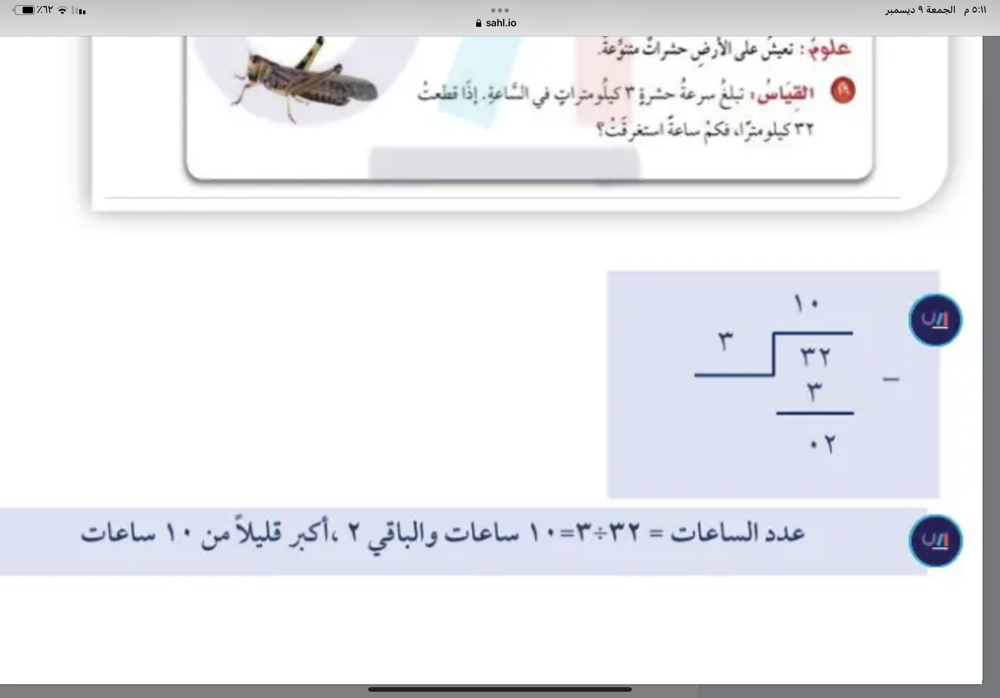 ٥:١١ م الجمعة ٩ ديسمبر
٪٦٢
sahl.io
علومٌ: تعيشُ على الأرضِ حشراتٌ متنوِّعةٌ.
١٩ القِيَاسُ: تبلغُ سرعةُ حشرةٍ ٣ كيلُومتراتٍ في السَّاعةِ. إذَا قطعتْ
٣٢ كيلومترًا، فكمْ ساعةً استغرقَتْ؟
١٠
٣
٣٢
−
٣
٠٢
عدد الساعات = ٣٢÷٣=١٠ ساعات والباقي ٢ ،أكبر قليلاً من ١٠ ساعات